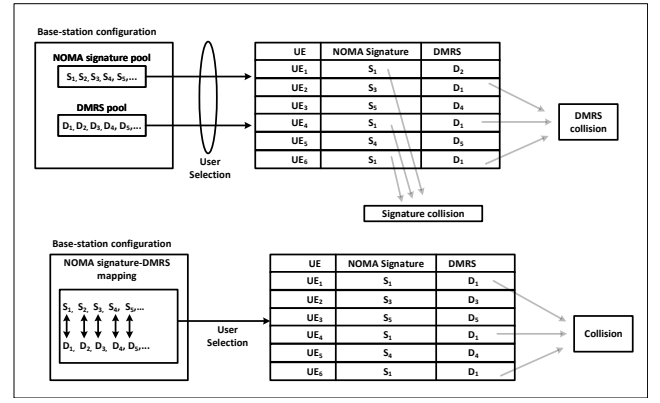 Base-station configuration
NOMA signature pool
S1, S2, S3, S4, S5,...
DMRS pool
D1, D2, D3, D4, D5,...
User
Selection
UE NOMA Signature DMRS
UE1 S1 D2
UE2 S3 D1
UE3 S5 D4
UE4 S1 D1
UE5 S4 D5
UE6 S1 D1
DMRS
collision
Signature collision
Base-station configuration
NOMA signature-DMRS
mapping
S1, S2, S3, S4, S5,...
D1, D2, D3, D4, D5,...
User
Selection
UE NOMA Signature DMRS
UE1 S1 D1
UE2 S3 D3
UE3 S5 D5
UE4 S1 D1
UE5 S4 D4
UE6 S1 D1
Collision